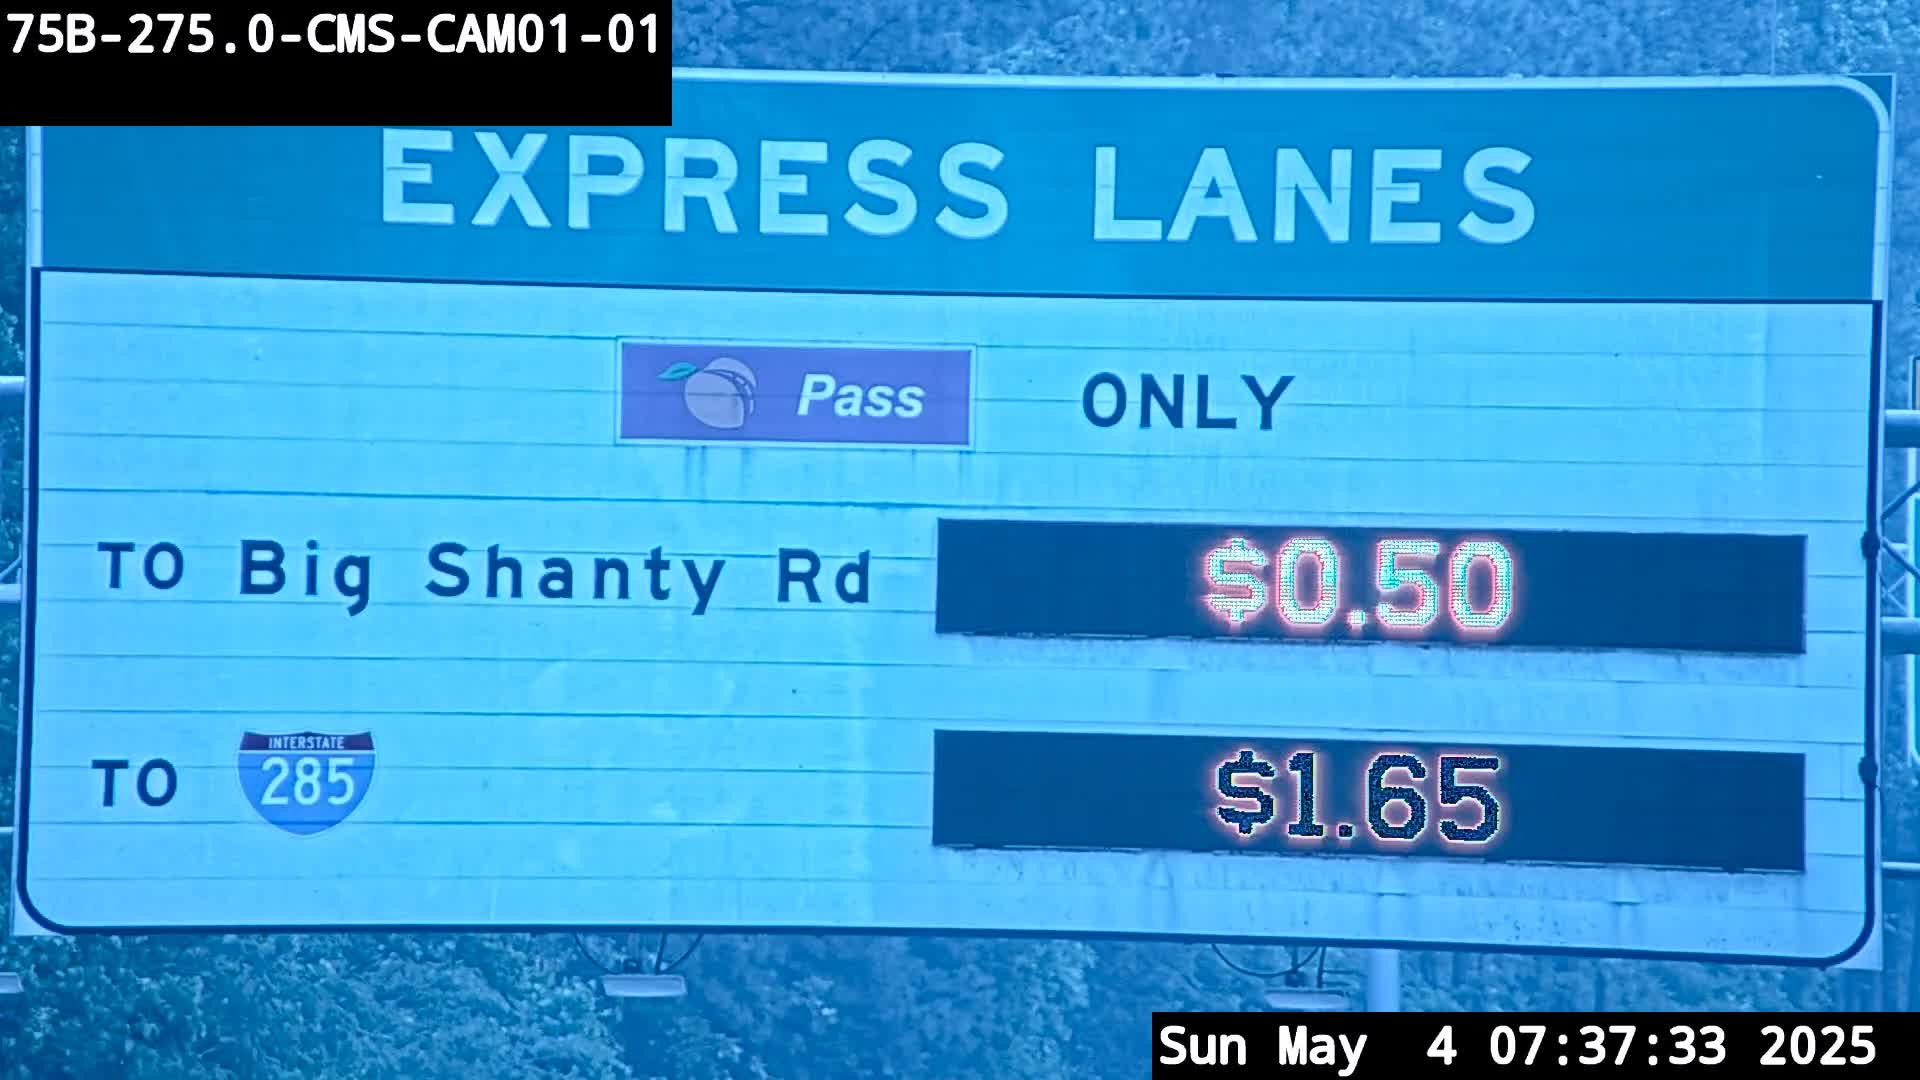 75B-275.0-CMS-CAM01-01
EXPRESS LANES
Pass ONLY
TO Big Shanty Rd $0.50
INTERSTATE
TO 285 $1.65
Sun May 4 07:37:33 2025